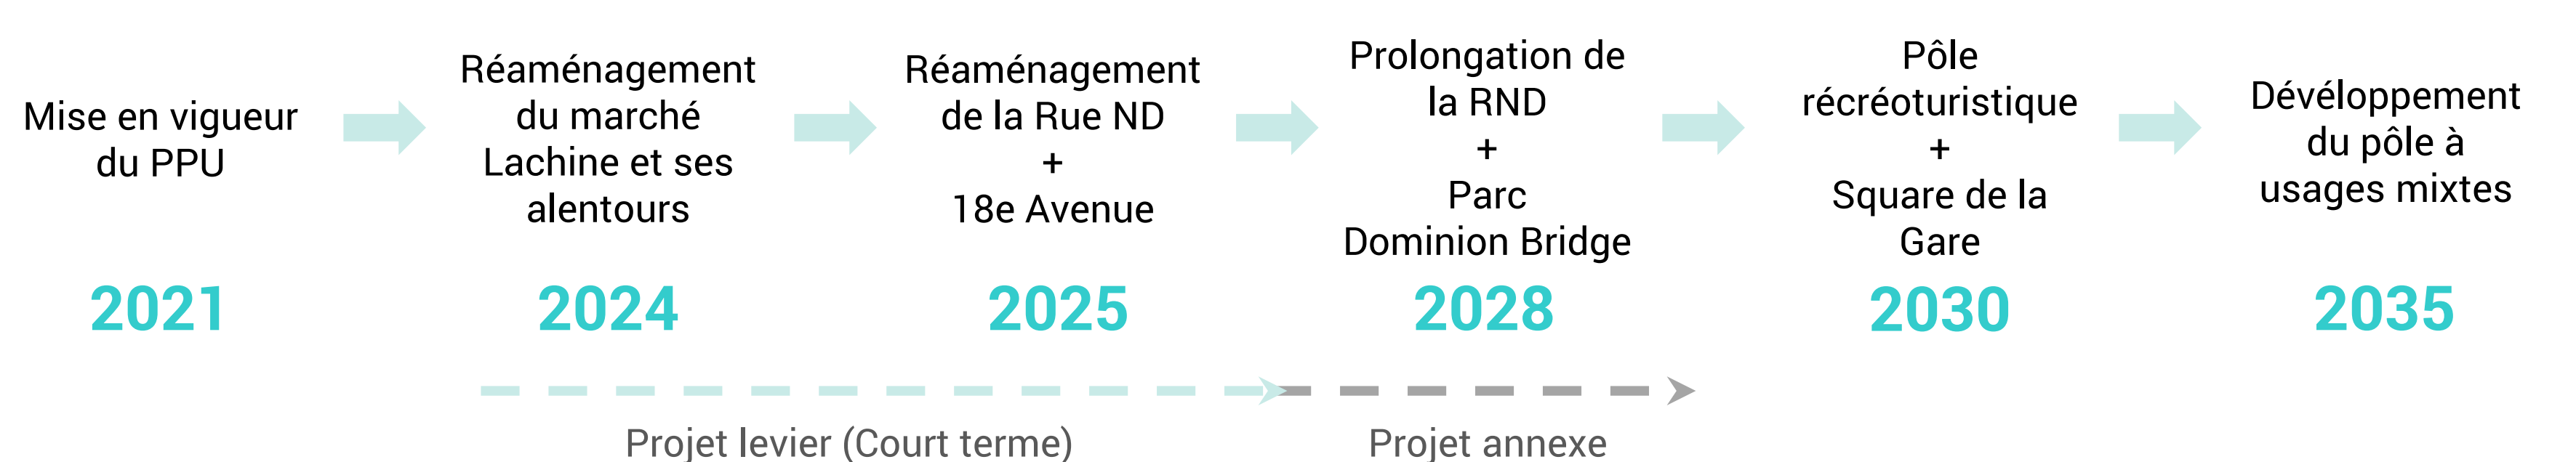 Mise en vigueur
du PPU
2021
Réaménagement
du marché
Lachine et ses
alentours
2024
Réaménagement
de la Rue ND
+
18e Avenue
2025
Prolongation de
la RND
+
Parc
Dominion Bridge
2028
Pôle
récréoturistique
+
Square de la
Gare
2030
Dévéloppement
du pôle à
usages mixtes
2035
Projet levier (Court terme)
Projet annexe